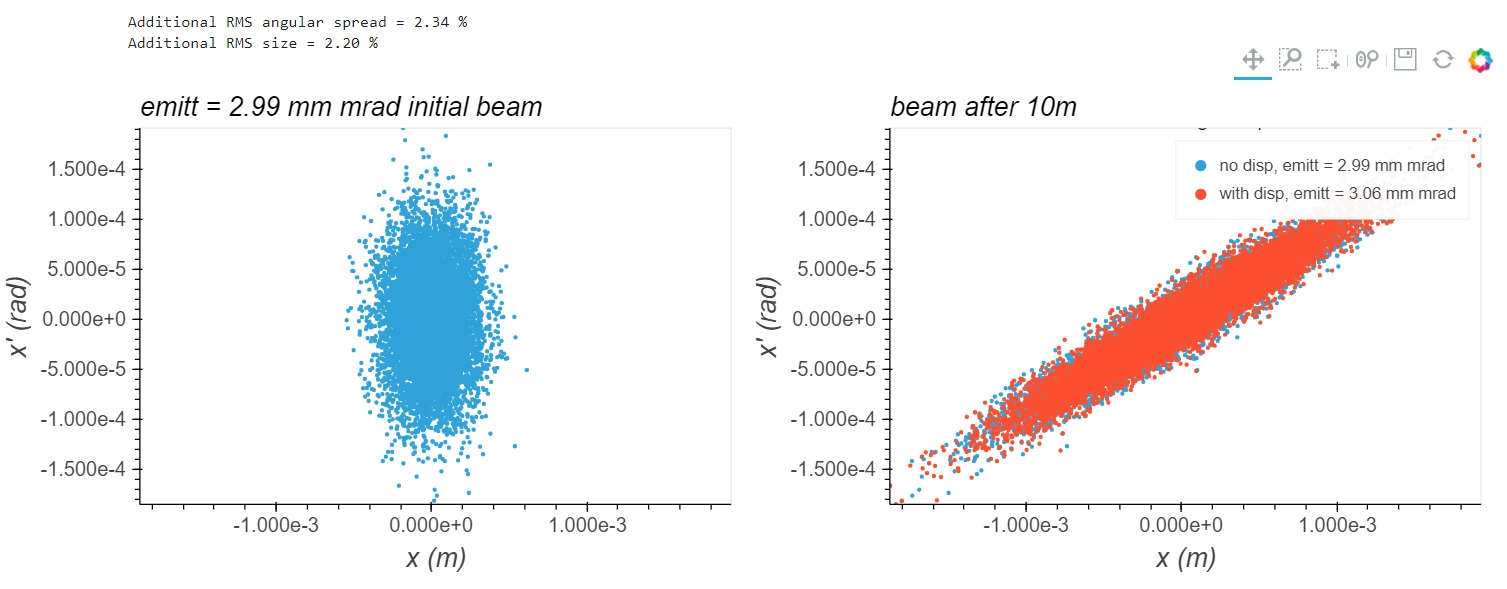 Additional RMS angular spread = 2.34 %
Additional RMS size = 2.20 %
emitt = 2.99 mm mrad initial beam
1.500e-4
1.000e-4
5.000e-5
0.000e+0
-5.000e-5
-1.000e-4
-1.500e-4
x' (rad)
-1.000e-3 0.000e+0 1.000e-3
x (m)
beam after 10m
no disp, emitt = 2.99 mm mrad
with disp, emitt = 3.06 mm mrad
1.500e-4
1.000e-4
5.000e-5
0.000e+0
-5.000e-5
-1.000e-4
-1.500e-4
x' (rad)
-1.000e-3 0.000e+0 1.000e-3
x (m)